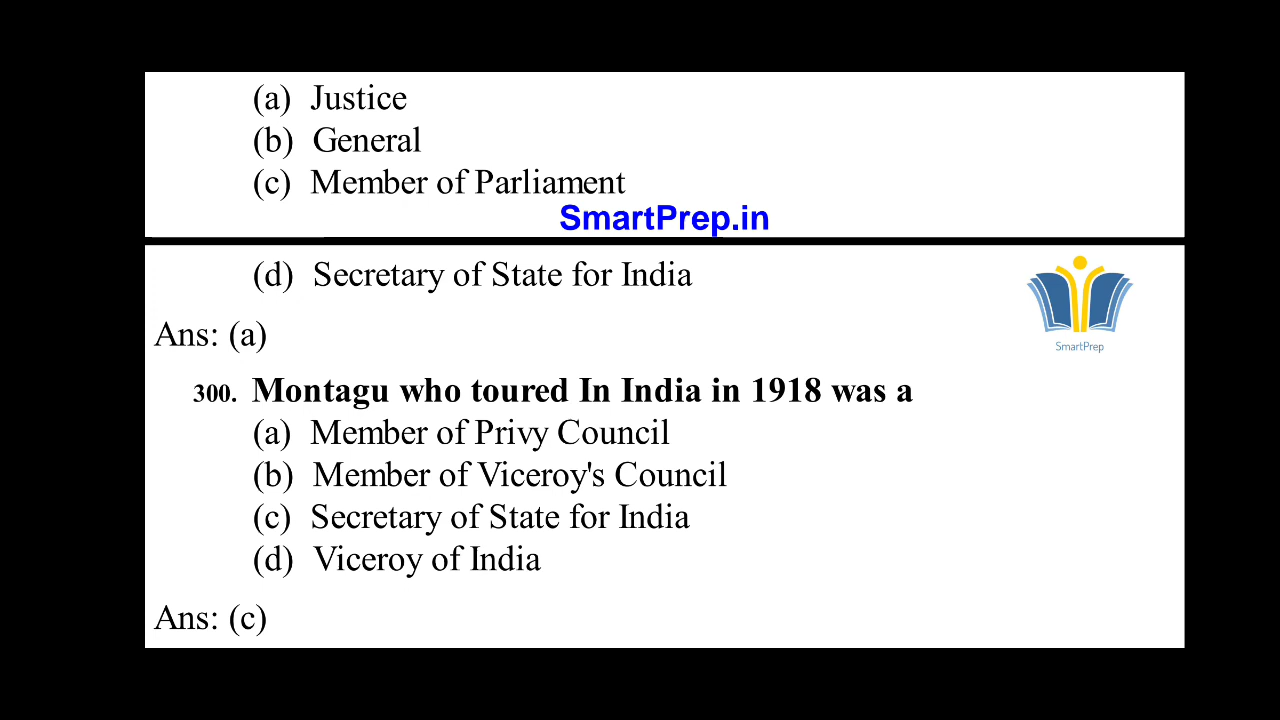 (a) Justice
(b) General
(c) Member of Parliament
SmartPrep.in
(d) Secretary of State for India
SmartPrep
Ans: (a)
300. Montagu who toured In India in 1918 was a
(a) Member of Privy Council
(b) Member of Viceroy's Council
(c) Secretary of State for India
(d) Viceroy of India
Ans: (c)